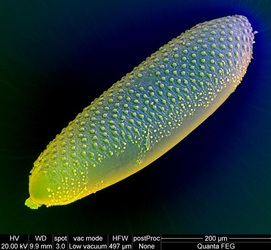 HV WD spot vac mode HFW postProc 200 µm
20.00 kV 9.9 mm 3.0 Low vacuum 497 µm None Quanta FEG